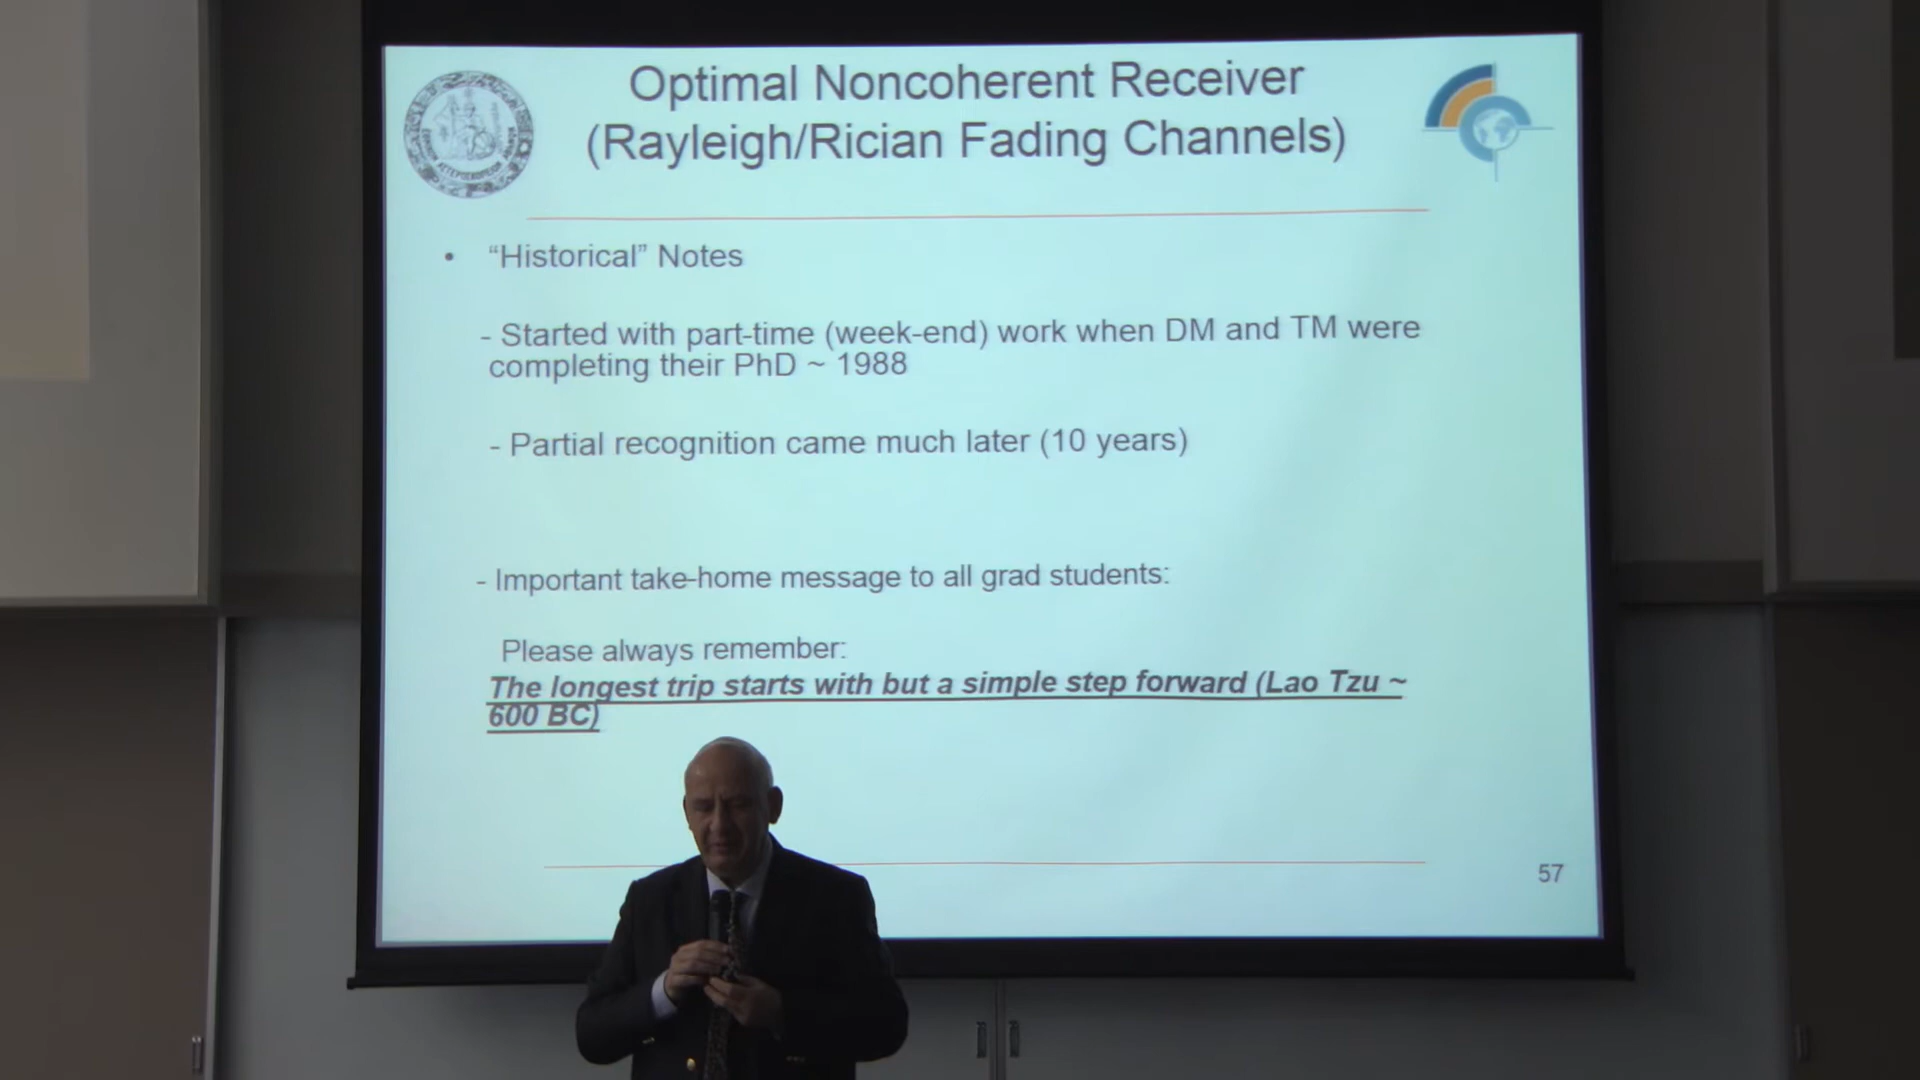 Optimal Noncoherent Receiver
(Rayleigh/Rician Fading Channels)
• “Historical” Notes
- Started with part-time (week-end) work when DM and TM were
completing their PhD ~ 1988
- Partial recognition came much later (10 years)
- Important take-home message to all grad students:
Please always remember:
The longest trip starts with but a simple step forward (Lao Tzu ~
600 BC)
57